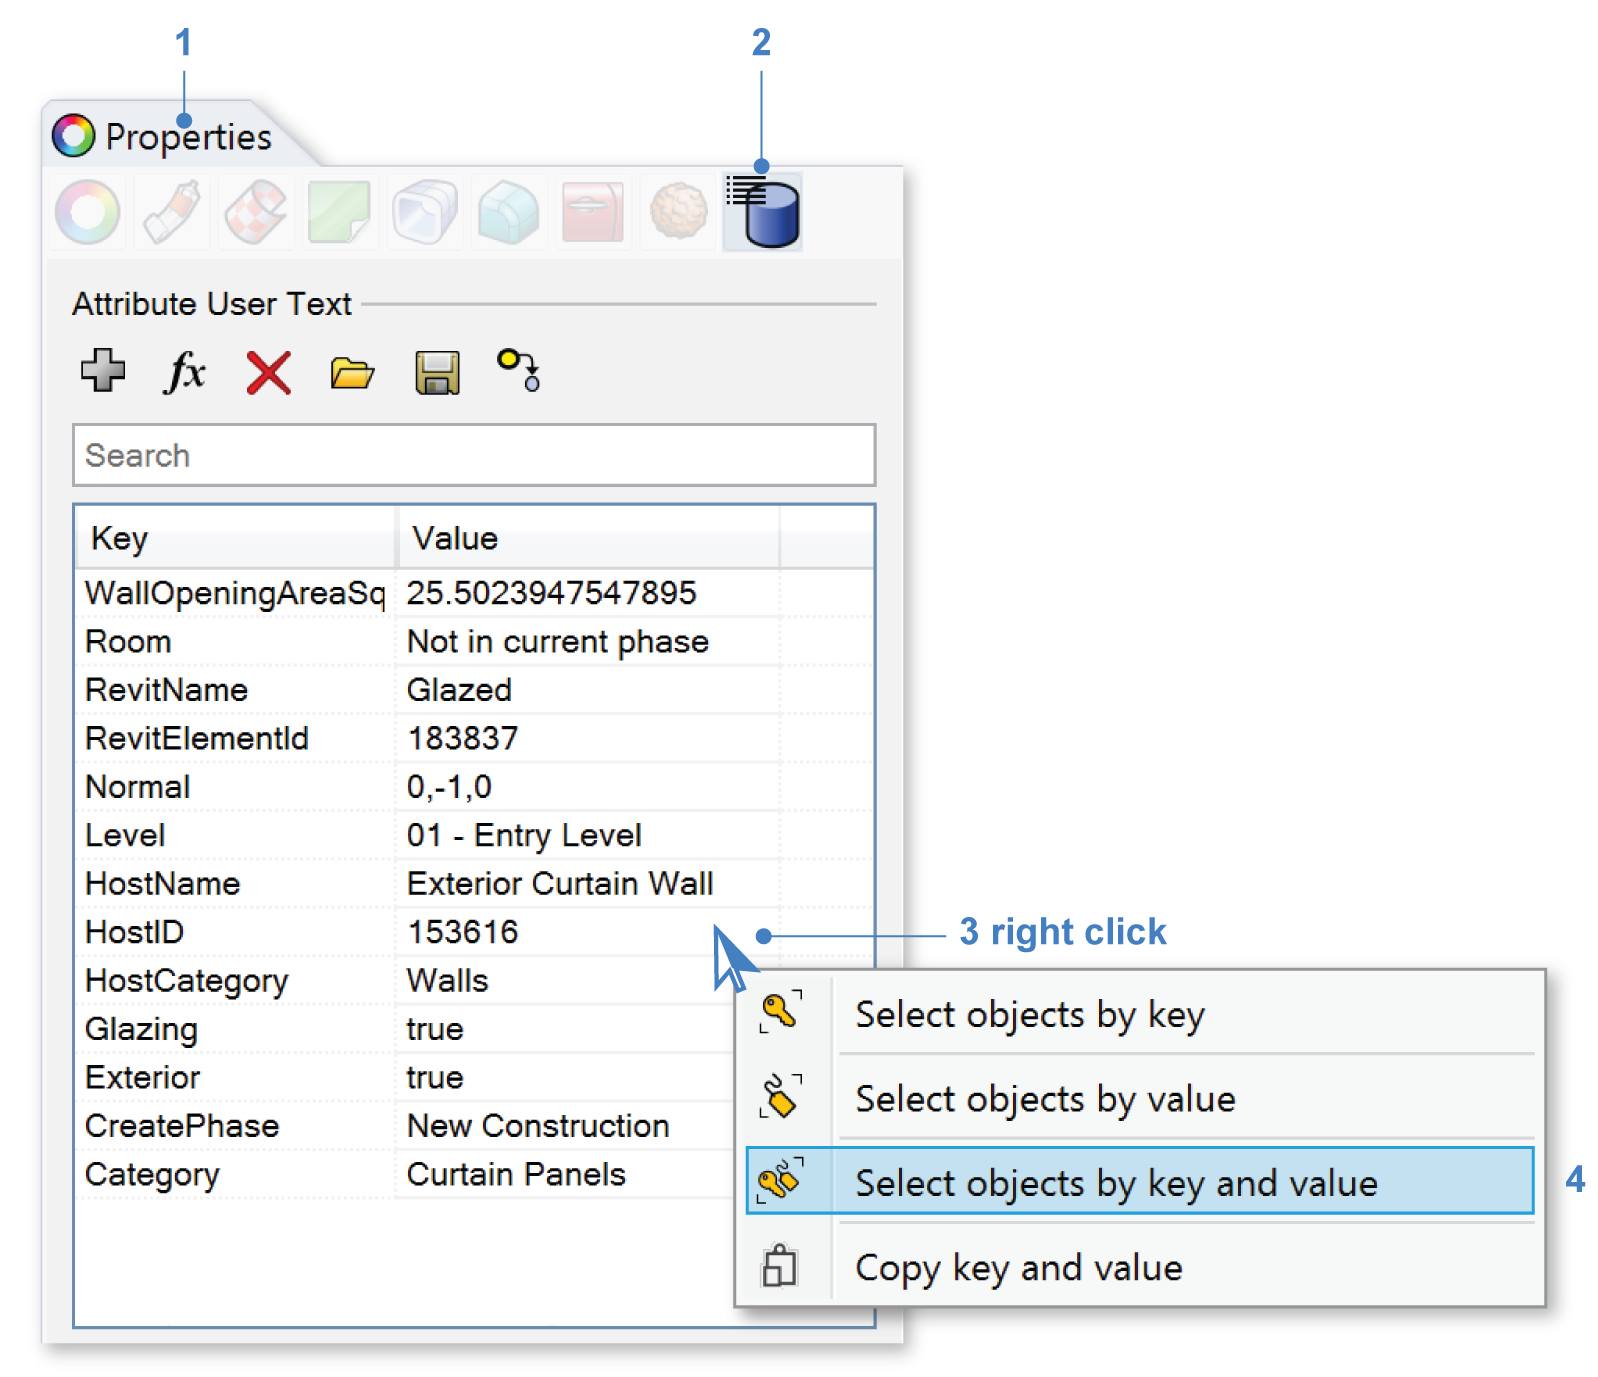 1
2
Properties
Attribute User Text
fx
Search
Key Value
WallOpeningAreaSq 25.5023947547895
Room Not in current phase
RevitName Glazed
RevitElementId 183837
Normal 0,-1,0
Level 01 - Entry Level
HostName Exterior Curtain Wall
HostID 153616
3 right click
HostCategory Walls
Glazing true
Exterior true
CreatePhase New Construction
Category Curtain Panels
Select objects by key
Select objects by value
Select objects by key and value
4
Copy key and value